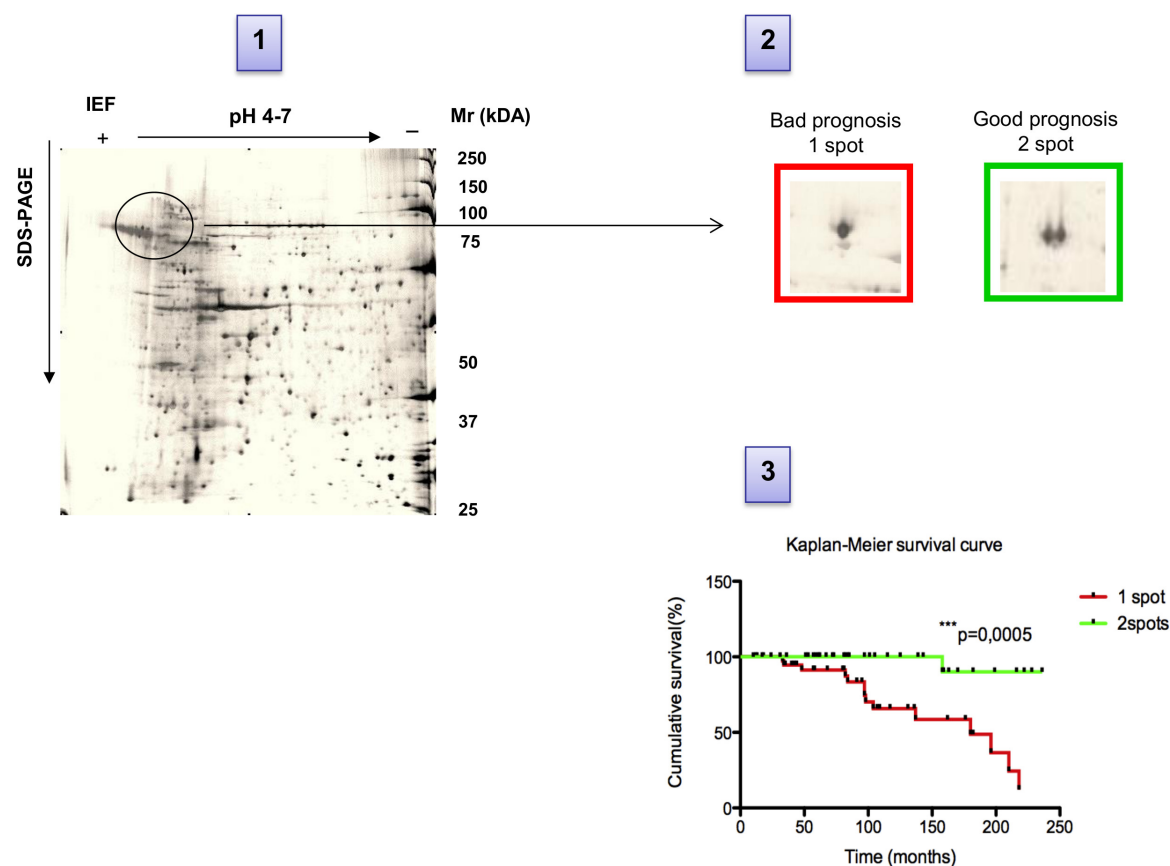 1
2
IEF
+
pH 4-7
–
Mr (kDA)
SDS-PAGE
250
150
100
75
50
37
25
Bad prognosis
1 spot
Good prognosis
2 spot
3
Kaplan-Meier survival curve
Cumulative survival(%)
150
100
50
0
0
50
100
150
200
250
Time (months)
***p=0,0005
1 spot
2spots